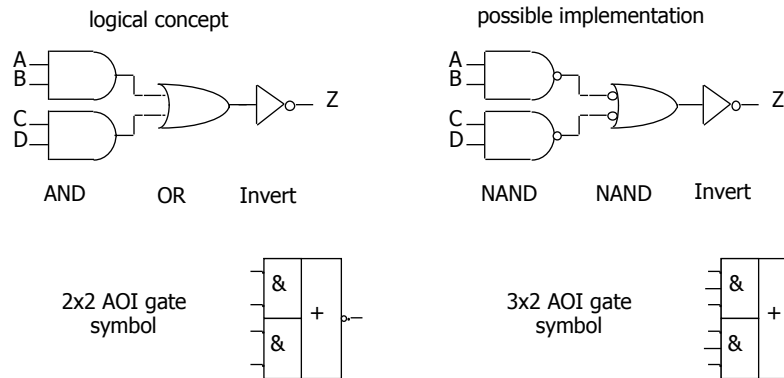 logical concept
possible implementation
A
B
C
D
Z
AND OR Invert
A
B
C
D
Z
NAND NAND Invert
2x2 AOI gate
symbol
&
&
+
3x2 AOI gate
symbol
&
&
+